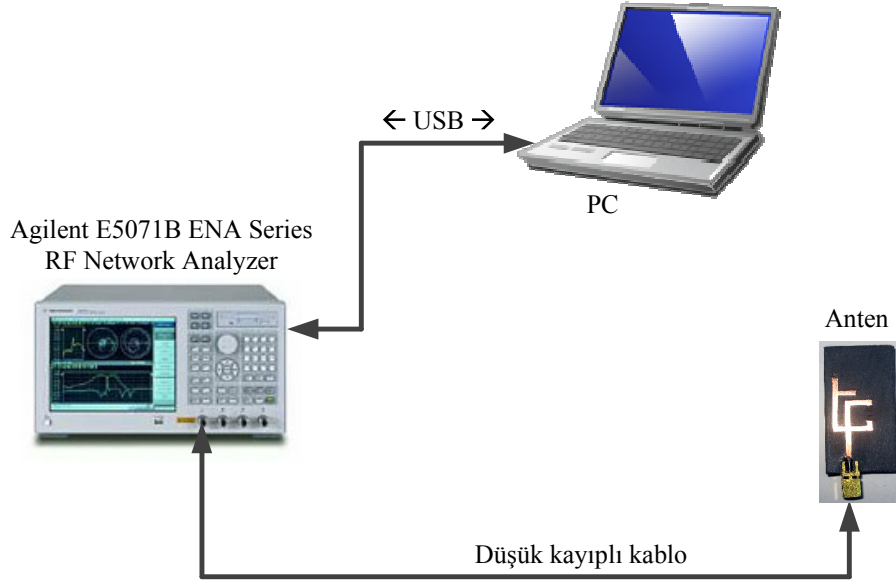 ← USB →
PC
Agilent E5071B ENA Series
RF Network Analyzer
Anten
Düşük kayıplı kablo